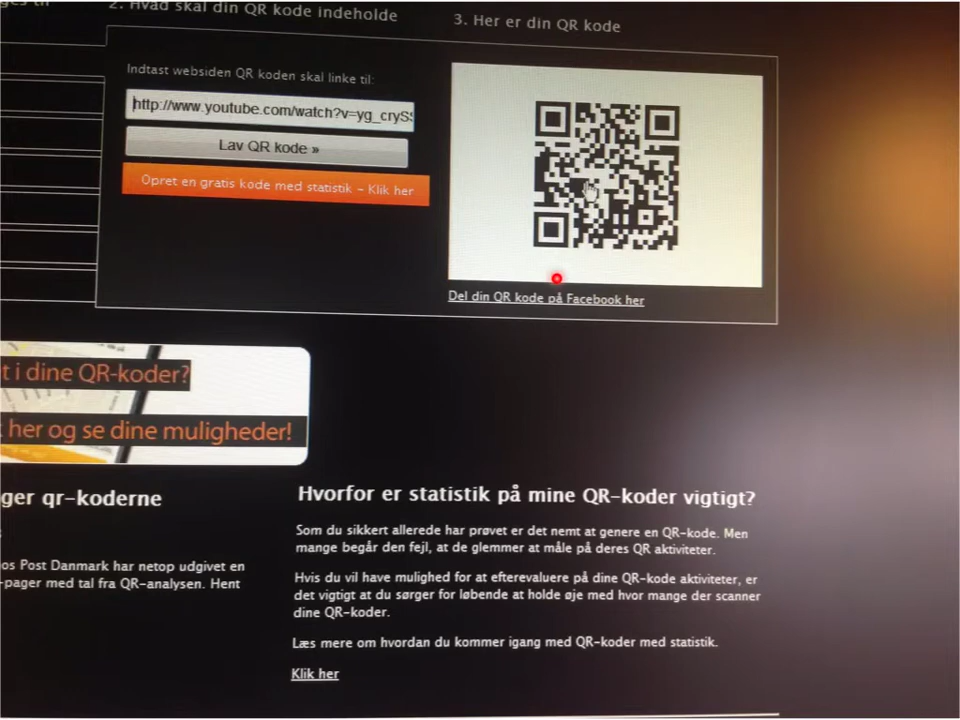 2. Hvad skal din QR kode indeholde
3. Her er din QR kode
Indtast websiden QR koden skal linke til:
http://www.youtube.com/watch?v=yg_cryS
Lav QR kode »
Opret en gratis kode med statistik – Klik her
Del din QR kode på Facebook her
t i dine QR-koder?
her og se dine muligheder!
ger qr-koderne
os Post Danmark har netop udgivet en
-pager med tal fra QR-analysen. Hent
Hvorfor er statistik på mine QR-koder vigtigt?
Som du sikkert allerede har prøvet er det nemt at genere en QR-kode. Men
mange begår den fejl, at de glemmer at måle på deres QR aktiviteter.
Hvis du vil have mulighed for at efterevaluere på dine QR-kode aktiviteter, er
det vigtigt at du sørger for løbende at holde øje med hvor mange der scanner
dine QR-koder.
Læs mere om hvordan du kommer igang med QR-koder med statistik.
Klik her